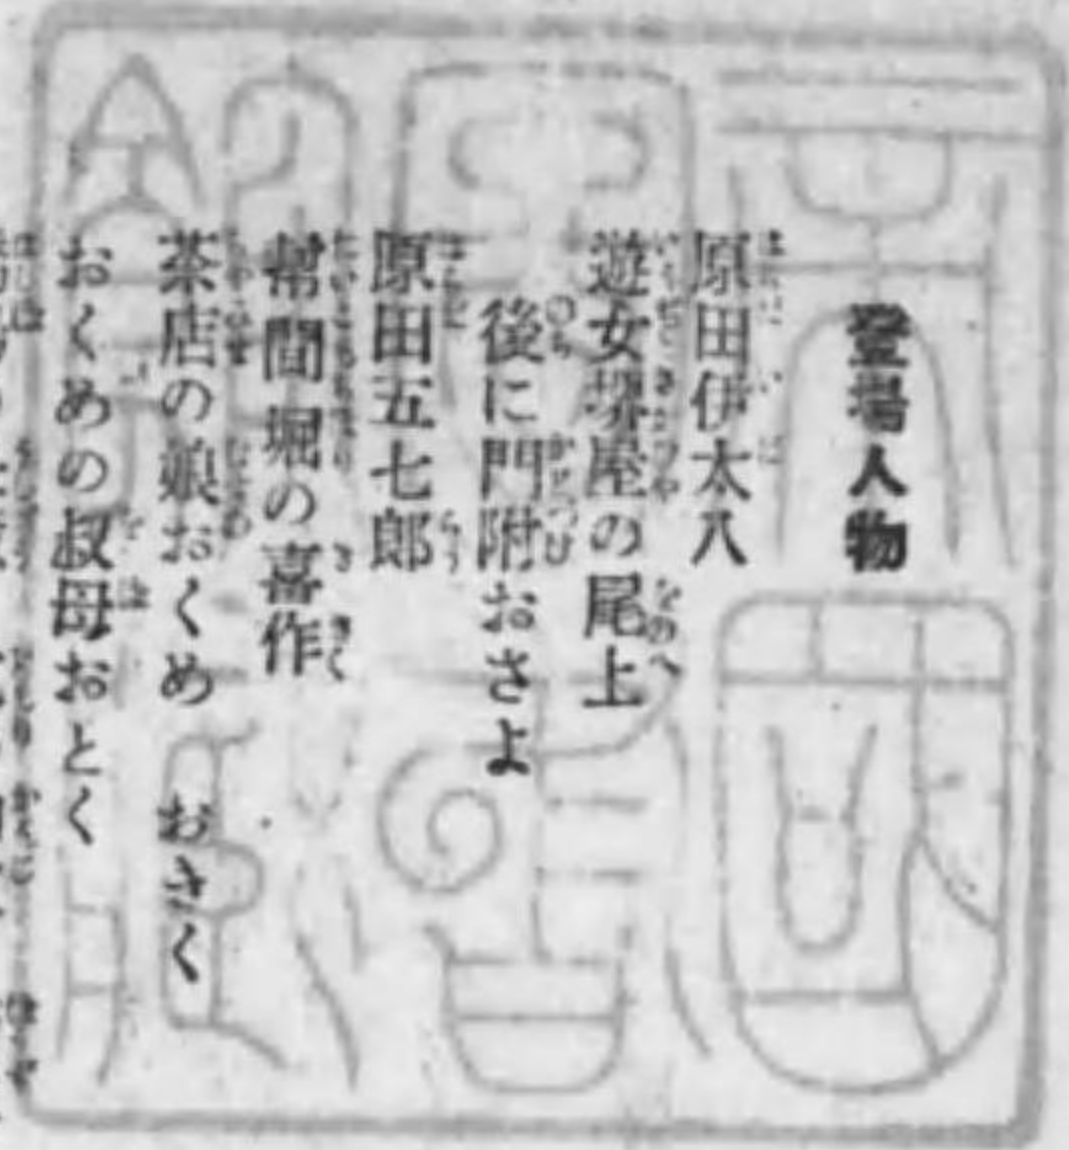 登場人物
原田伊太八
遊女堺屋の尾上
後に門附おさよ
原田五七郎
幇間堀の喜作
茶店の娘おくめ　おきく
おくめの叔母おとく